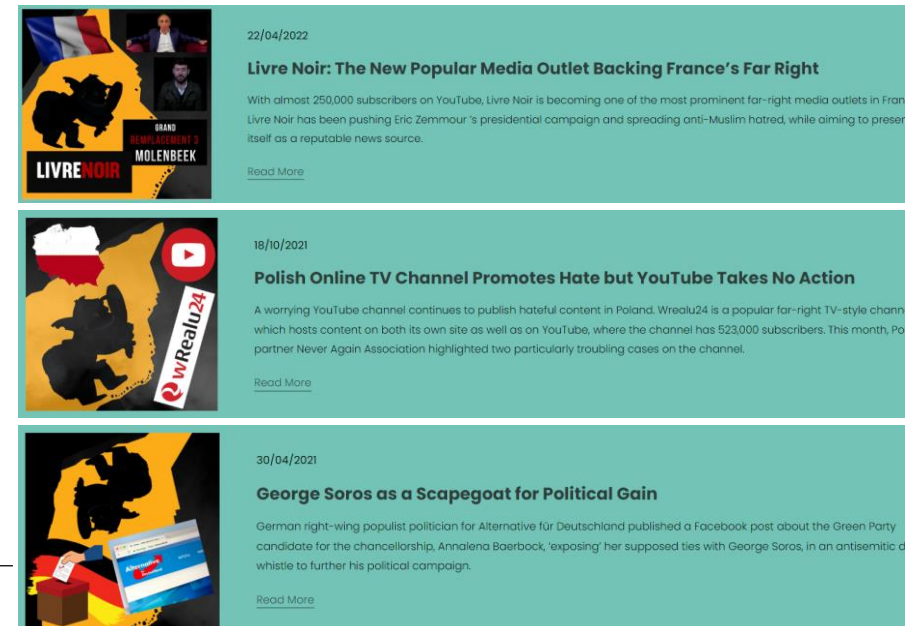 22/04/2022
Livre Noir: The New Popular Media Outlet Backing France's Far Right
With almost 250,000 subscribers on YouTube, Livre Noir is becoming one of the most prominent far-right media outlets in Fran
Livre Noir has been pushing Eric Zemmour 's presidential campaign and spreading anti-Muslim hatred, while aiming to presen
itself as a reputable news source.
Read More
GRAND
REMPLACEMENT 3
MOLENBEEK
LIVRENOIR
18/10/2021
Polish Online TV Channel Promotes Hate but YouTube Takes No Action
A worrying YouTube channel continues to publish hateful content in Poland. Wrealu24 is a popular far-right TV-style chann
which hosts content on both its own site as well as on YouTube, where the channel has 523,000 subscribers. This month, Po
partner Never Again Association highlighted two particularly troubling cases on the channel.
Read More
wRealu24
30/04/2021
George Soros as a Scapegoat for Political Gain
German right-wing populist politician for Alternative für Deutschland published a Facebook post about the Green Party
candidate for the chancellorship, Annalena Baerbock, 'exposing' her supposed ties with George Soros, in an antisemitic d
whistle to further his political campaign.
Read More
Alternative